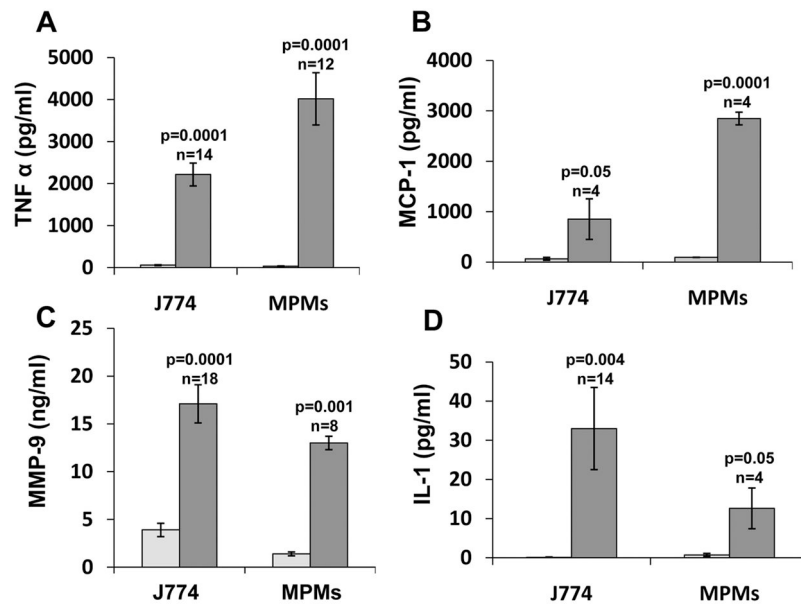 A
TNF α (pg/ml)
5000
4000
3000
2000
1000
0
p=0.0001
n=14
p=0.0001
n=12
J774
MPMs
B
MCP-1 (pg/ml)
4000
3000
2000
1000
0
p=0.05
n=4
p=0.0001
n=4
J774
MPMs
C
MMP-9 (ng/ml)
25
20
15
10
5
0
p=0.0001
n=18
p=0.001
n=8
J774
MPMs
D
IL-1 (pg/ml)
50
40
30
20
10
0
p=0.004
n=14
p=0.05
n=4
J774
MPMs